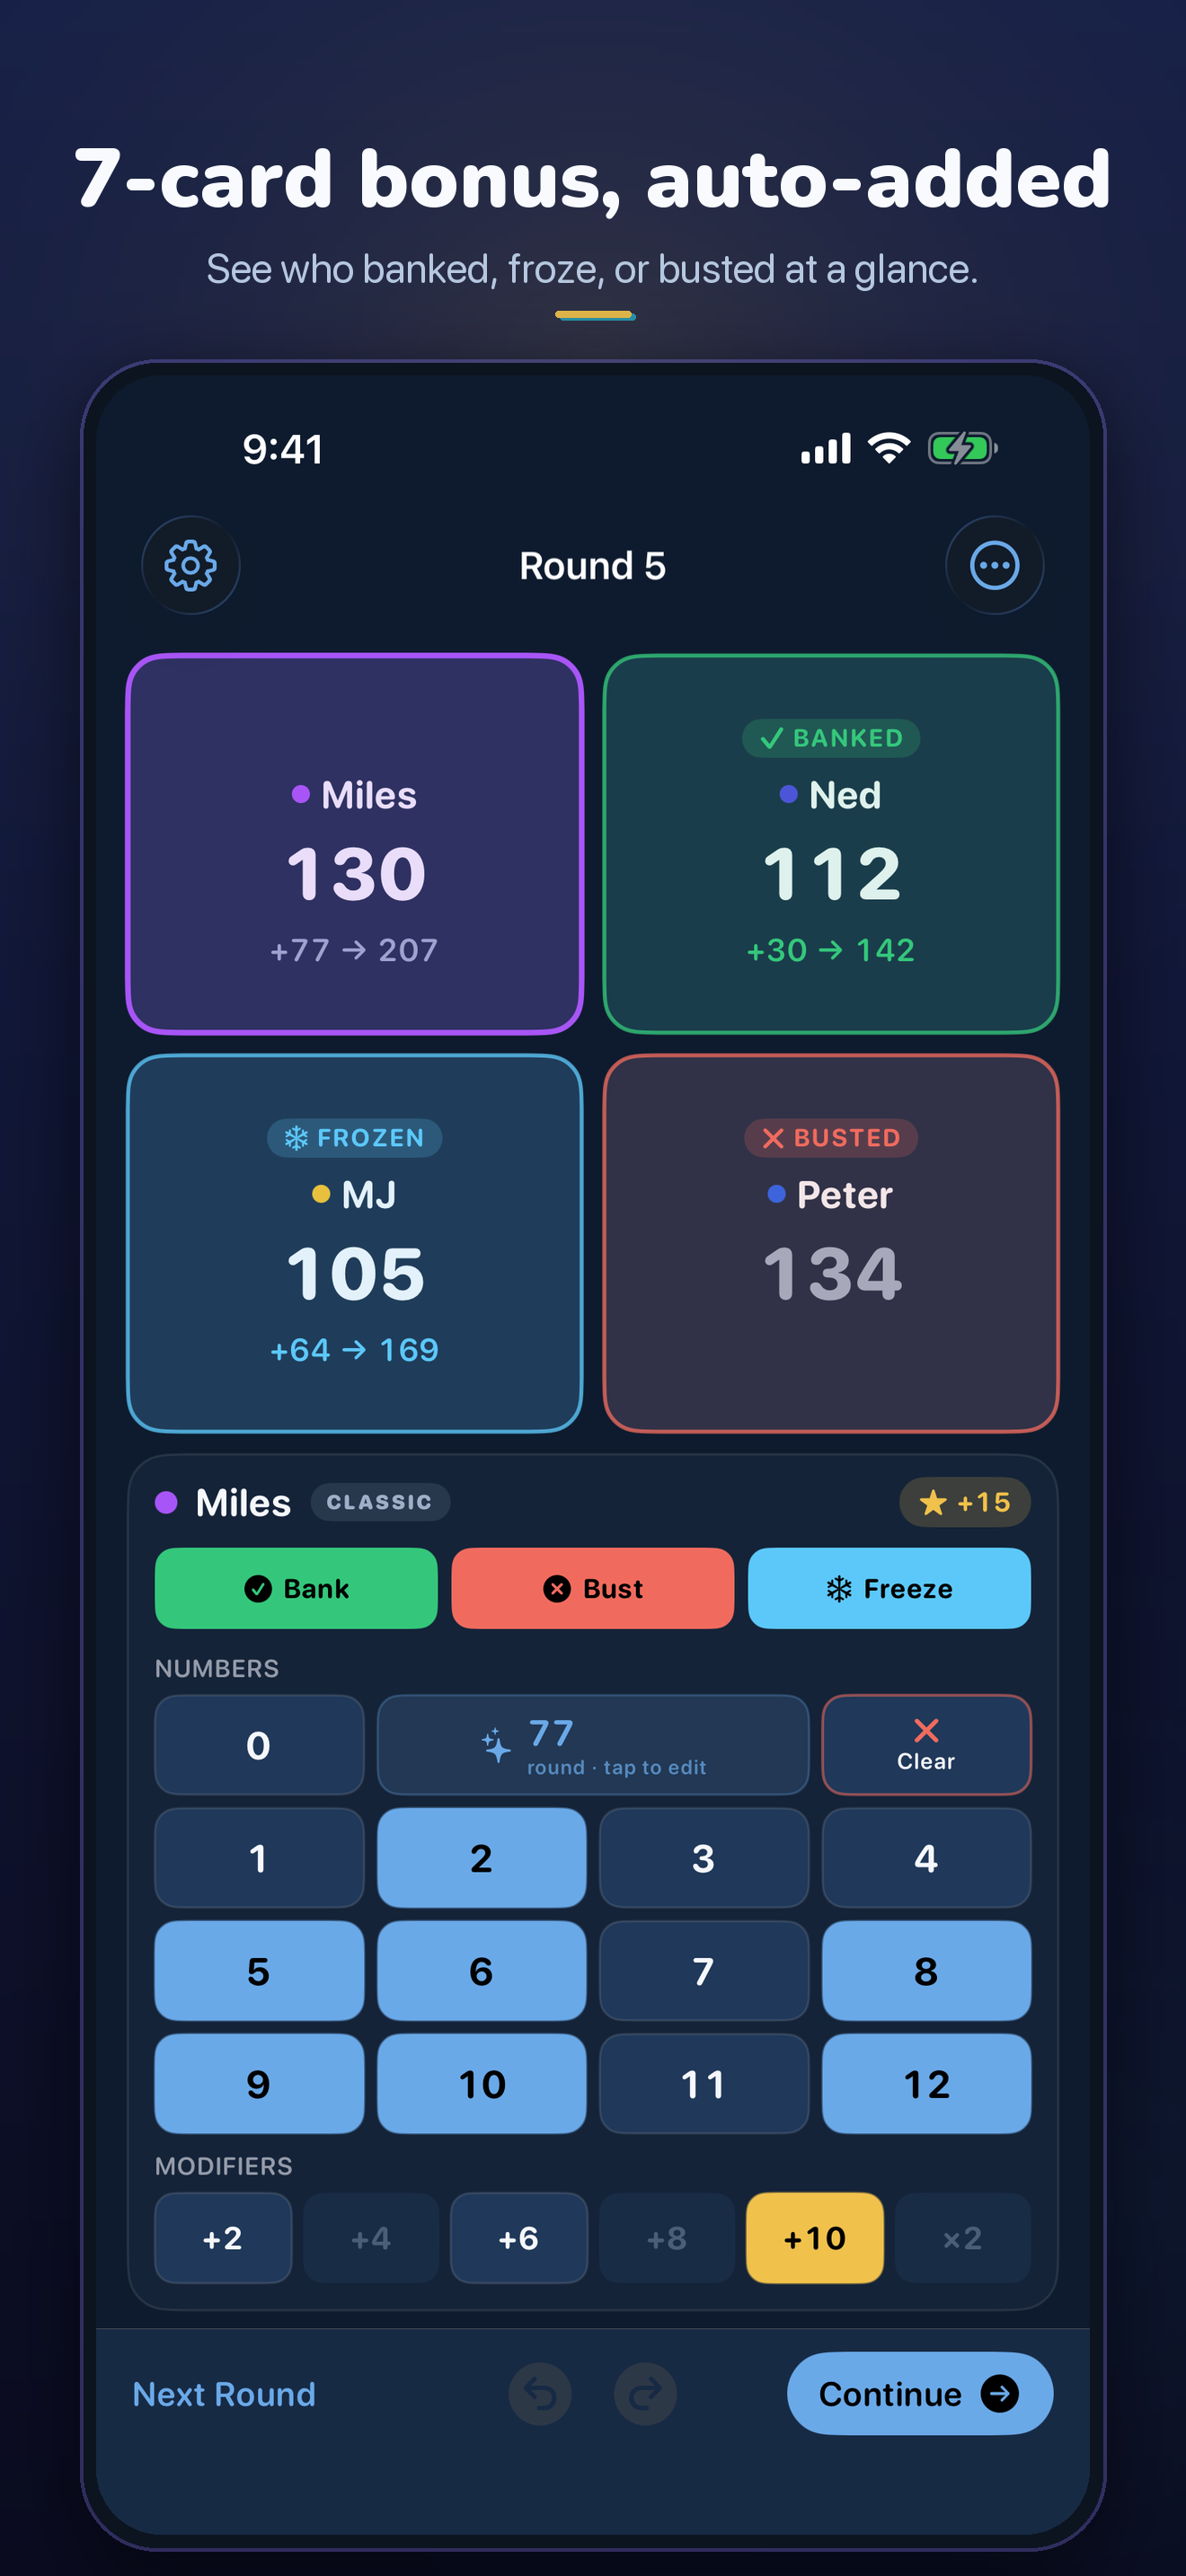 7-card bonus, auto-added
See who banked, froze, or busted at a glance.
9:41
Round 5
Miles
130
+77 → 207
BANKED
Ned
112
+30 → 142
FROZEN
MJ
105
+64 → 169
BUSTED
Peter
134
Miles CLASSIC +15
Bank Bust Freeze
NUMBERS
0 77 Clear
round · tap to edit
1 2 3 4
5 6 7 8
9 10 11 12
MODIFIERS
+2 +4 +6 +8 +10 ×2
Next Round Continue